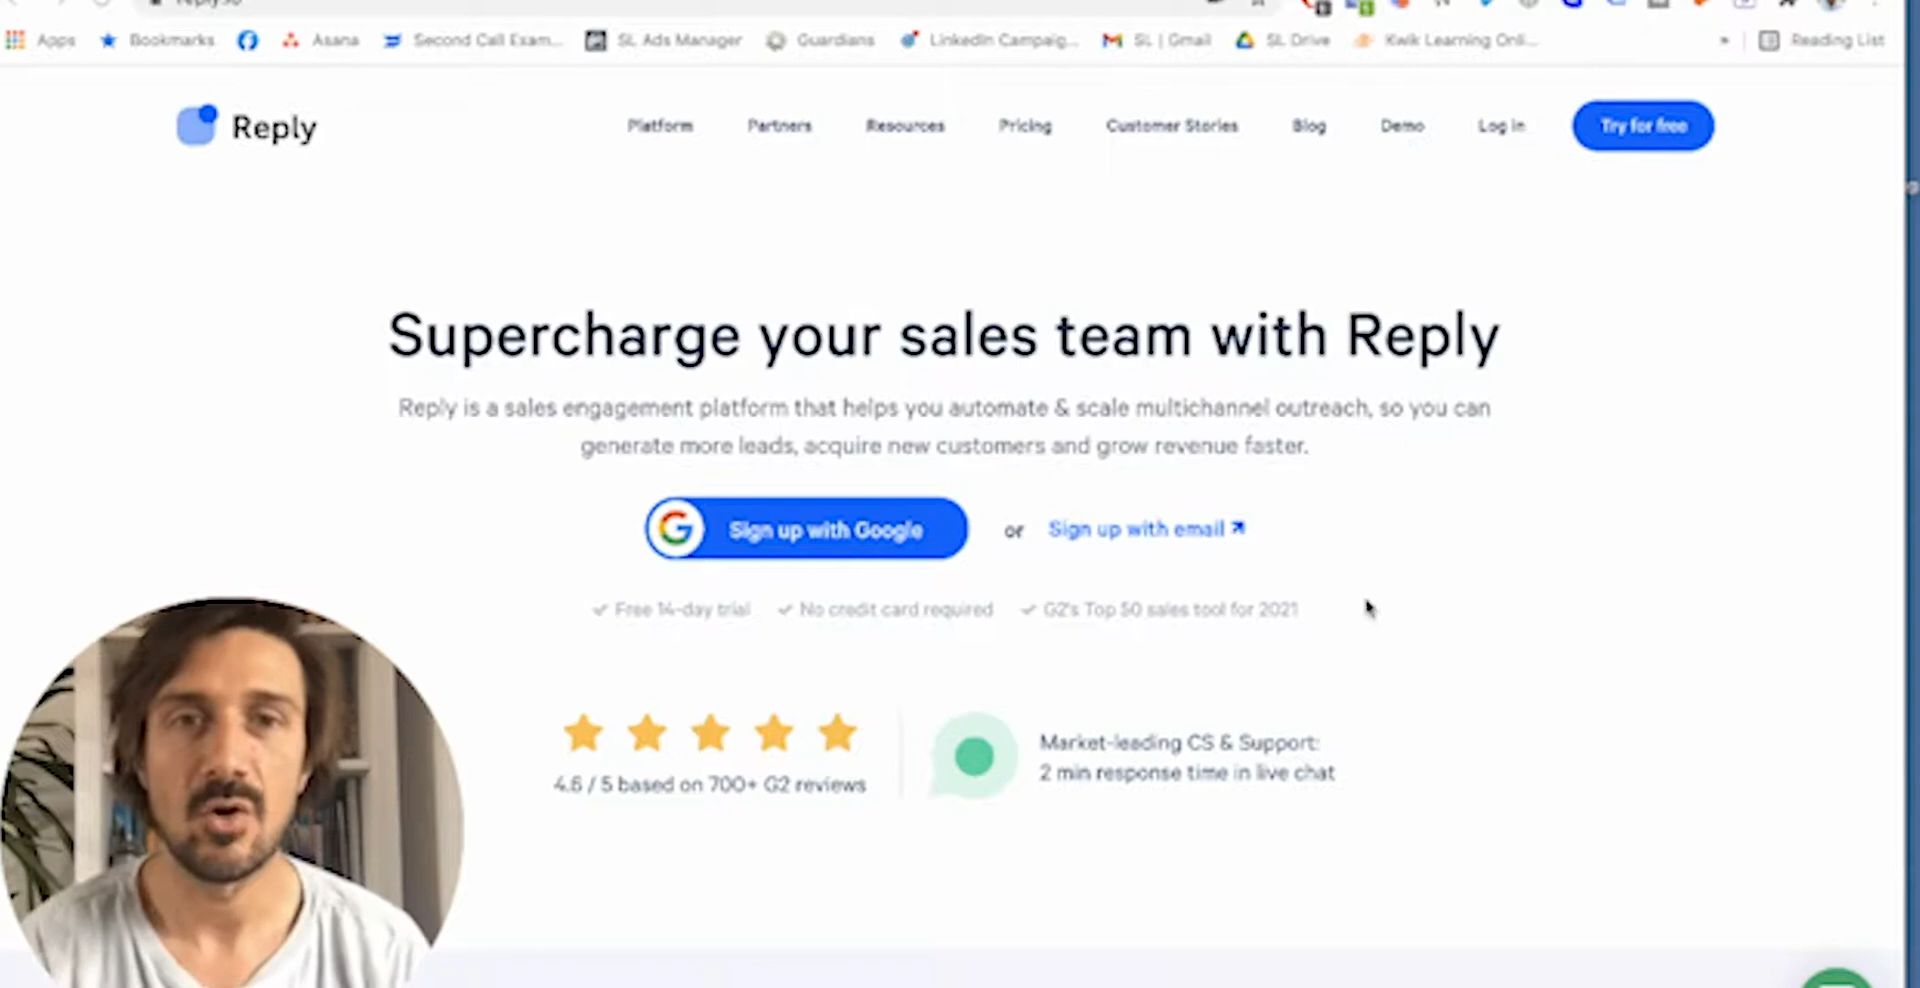 Apps Bookmarks Asana Second Call Exam... SL Ads Manager Guardians LinkedIn Campaig... SL | Gmail SL Drive Kwik Learning Onli... » Reading List
Reply Platform Partners Resources Pricing Customer Stories Blog Demo Log in Try for free
Supercharge your sales team with Reply
Reply is a sales engagement platform that helps you automate & scale multichannel outreach, so you can
generate more leads, acquire new customers and grow revenue faster.
Sign up with Google or Sign up with email
Free 14-day trial No credit card required G2's Top 50 sales tool for 2021
4.6 / 5 based on 700+ G2 reviews
Market-leading CS & Support:
2 min response time in live chat